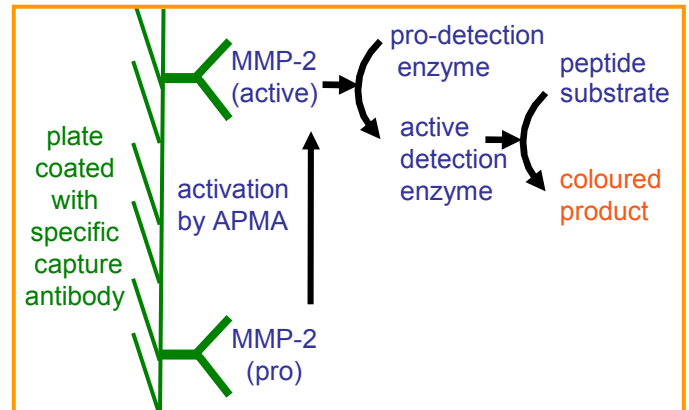 plate
coated
with
specific
capture
antibody
MMP-2
(active)
activation
by APMA
MMP-2
(pro)
pro-detection
enzyme
active
detection
enzyme
peptide
substrate
coloured
product